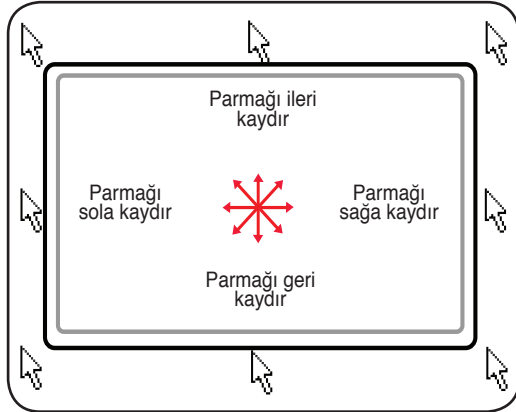 Parmağı ileri
kaydır
Parmağı
sola kaydır
Parmağı
sağa kaydır
Parmağı geri
kaydır